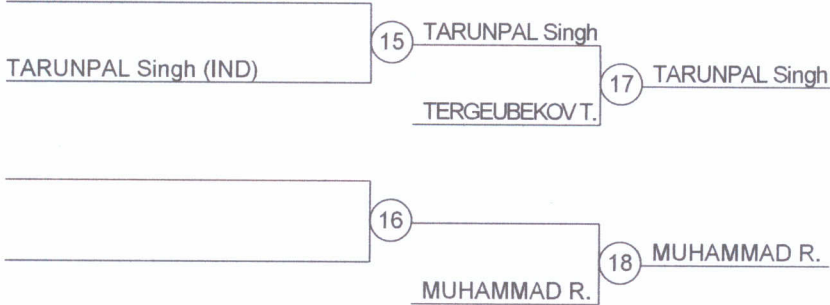 15
TARUNPAL Singh
TARUNPAL Singh (IND)
17
TARUNPAL Singh
TERGEUBEKOV T.
16
18
MUHAMMAD R.
MUHAMMAD R.